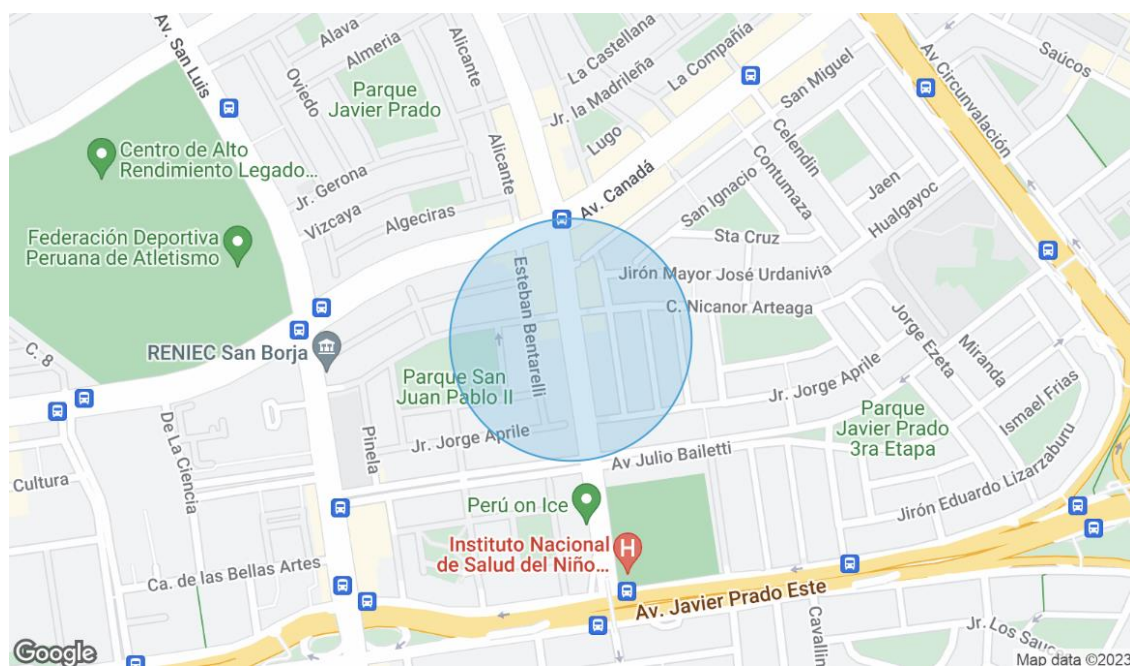 Av. San Luis
Alava
Almeria
Oviedo
Alicante
Parque
Javier Prado
Alicante
La Castellana
Jr. la Madrileña
La Compañía
Lugo
San Miguel
Av Circunvalación
Saúcos
Centro de Alto
Rendimiento Legado...
Jr. Gerona
Vizcaya
Algeciras
Av. Canadá
Celendin
Contumaza
San Ignacio
Jaen
Hualgayoc
Sta Cruz
Federación Deportiva
Peruana de Atletismo
Esteban Bentarelli
Jirón Mayor José Urdanivia
C. Nicanor Arteaga
Jorge Ezeta
Miranda
C. 8
RENIEC San Borja
Parque San
Juan Pablo II
Jr. Jorge Aprile
Ismael Frias
Parque
Javier Prado
3ra Etapa
De La Ciencia
Pinela
Jr. Jorge Aprile
Av Julio Bailetti
Cultura
Jirón Eduardo Lizarzaburu
Perú on Ice
Instituto Nacional
de Salud del Niño...
H
Ca. de las Bellas Artes
Av. Javier Prado Este
Cavallin
Jr. Los Sauces
Google
Map data ©2023